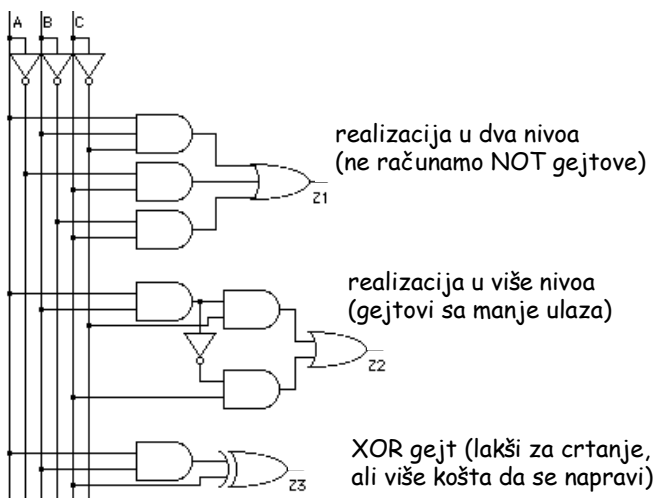 A B C
realizacija u dva nivoa
(ne računamo NOT gejtove)
Z1
realizacija u više nivoa
(gejtovi sa manje ulaza)
Z2
XOR gejt (lakši za crtanje,
ali više košta da se napravi)
Z3